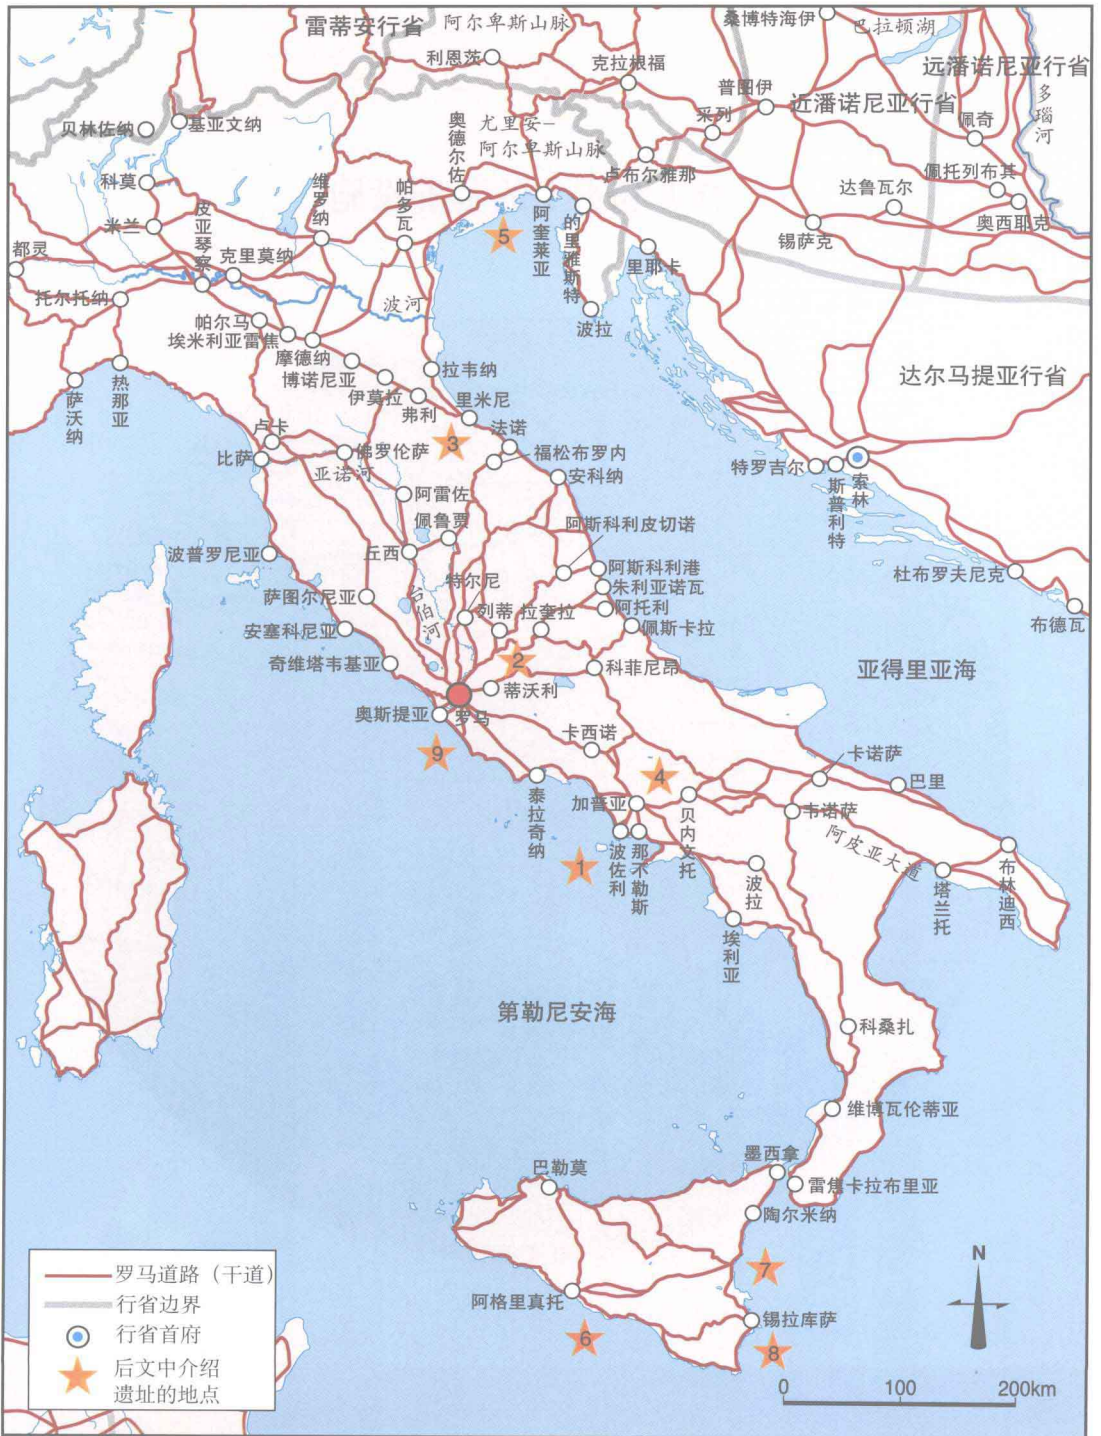 雷蒂安行省
阿尔卑斯山脉
桑博特海伊
巴拉顿湖
利恩茨
克拉根福
远潘诺尼亚行省
普图伊
近潘诺尼亚行省
多瑙河
贝林佐纳
基亚文纳
奥德尔佐
尤里安-
阿尔卑斯山脉
采列
佩奇
卢布尔雅那
科莫
维罗纳
帕多瓦
达鲁瓦尔
佩托列布其
皮亚琴察
米兰
阿奎莱亚
的里雅斯特
锡萨克
奥西耶克
5
都灵
克里莫纳
里耶卡
托尔托纳
波河
波拉
帕尔马
埃米利亚雷焦
摩德纳
博诺尼亚
拉韦纳
达尔马提亚行省
萨沃纳
热那亚
伊莫拉
弗利
里米尼
卢卡
3
法诺
比萨
佛罗伦萨
福松布罗内
特罗吉尔
斯普利特
索林
亚诺河
安科纳
阿雷佐
佩鲁贾
阿斯科利皮切诺
波普罗尼亚
丘西
特尔尼
阿斯科利港
杜布罗夫尼克
朱利亚诺瓦
萨图尔尼亚
台伯河
列蒂
拉奎拉
阿托利
布德瓦
安塞科尼亚
佩斯卡拉
奇维塔韦基亚
2
科菲尼昂
亚得里亚海
蒂沃利
奥斯提亚
罗马
9
卡西诺
卡诺萨
4
巴里
泰拉奇纳
加普亚
贝内文托
韦诺萨
阿皮亚大道
1
波佐利
那不勒斯
波拉
塔兰托
布林迪西
埃利亚
第勒尼安海
科桑扎
维博瓦伦蒂亚
墨西拿
巴勒莫
雷焦卡拉布里亚
陶尔米纳
7
阿格里真托
锡拉库萨
6
8
罗马道路（干道）
行省边界
行省首府
后文中介绍
遗址的地点
N
0 100 200km